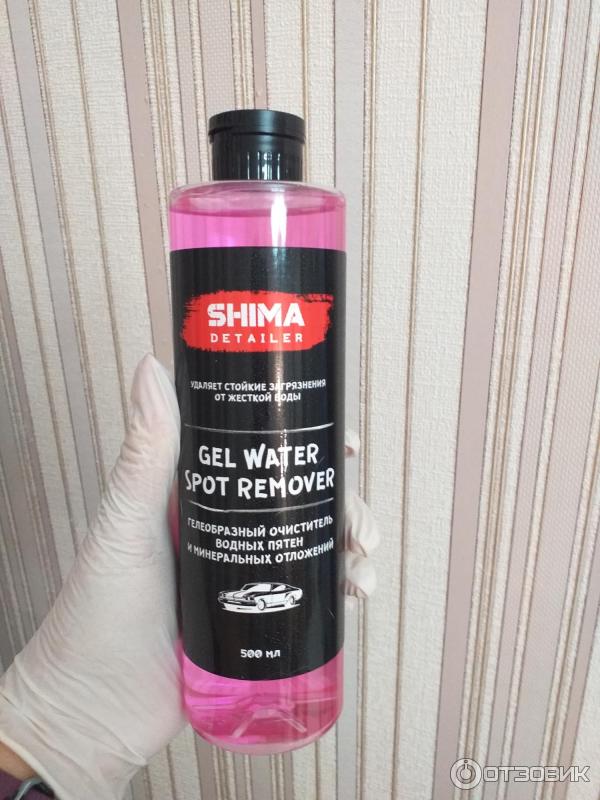 SHIMA
DETAILER
УДАЛЯЕТ СТОЙКИЕ ЗАГРЯЗНЕНИЯ
ОТ ЖЕСТКОЙ ВОДЫ
GEL WATER
SPOT REMOVER
ГЕЛЕОБРАЗНЫЙ ОЧИСТИТЕЛЬ
ВОДНЫХ ПЯТЕН
И МИНЕРАЛЬНЫХ ОТЛОЖЕНИЙ
500 МЛ
ОТЗОВИК